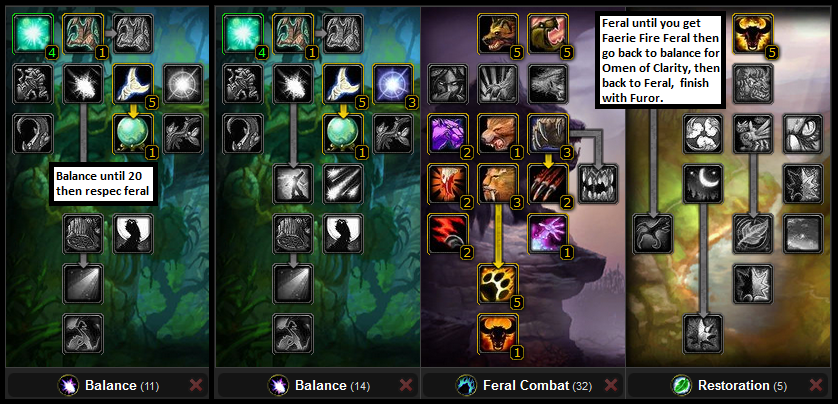 4
1
5
1
Balance until 20
then respec feral
Balance (11)
4
1
5
3
1
Balance (14)
5
5
2
1
3
2
3
2
2
1
5
1
Feral Combat (32)
Feral until you get
Faerie Fire Feral then
go back to balance for
Omen of Clarity, then
back to Feral, finish
with Furor.
5
Restoration (5)